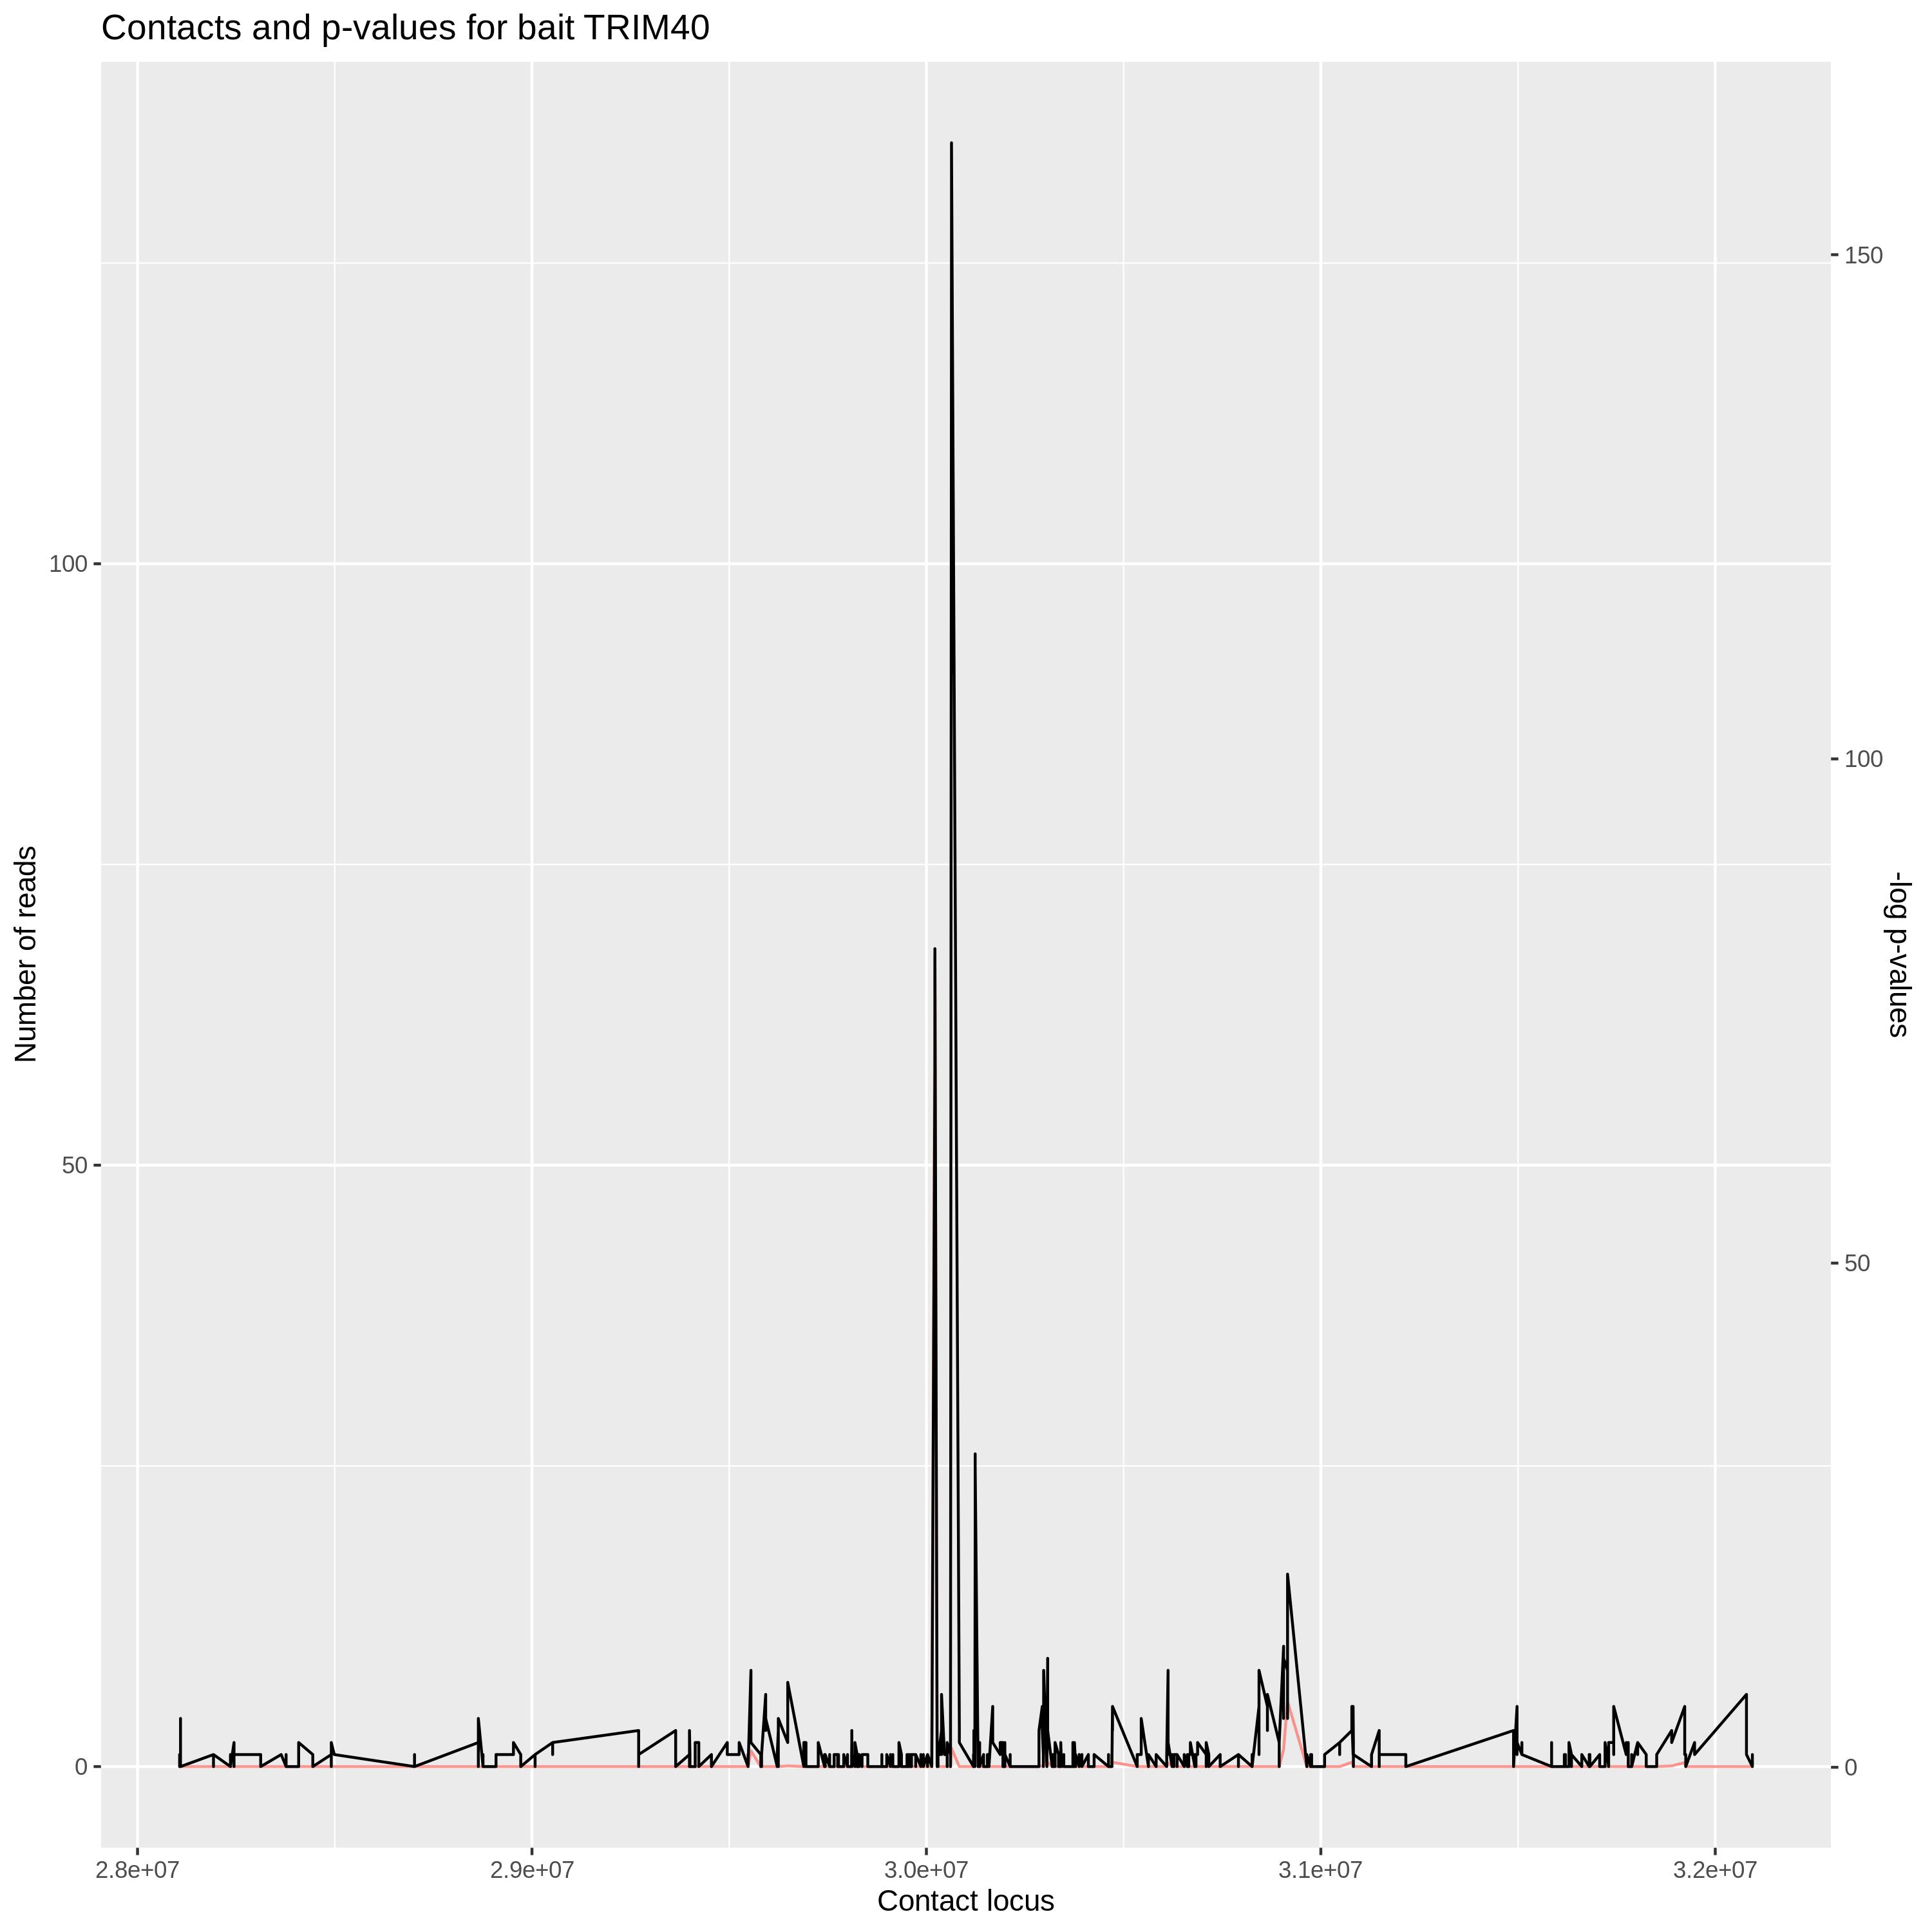 Contacts and p-values for bait TRIM40
Number of reads
100
50
0
150
100
50
0
-log p-values
2.8e+07
2.9e+07
3.0e+07
3.1e+07
3.2e+07
Contact locus